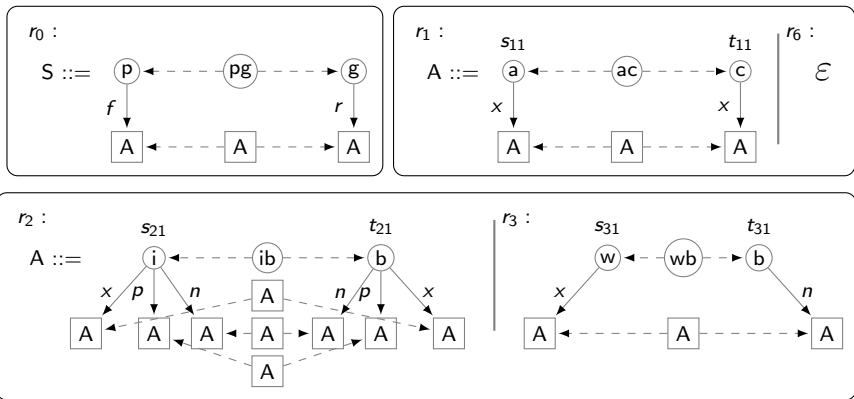 r0 :
S ::= p pg g
f r
A A A
r1 : r6 :
s11 t11
A ::= a ac c ε
x x
A A A
r2 : r3 :
s21 t21 s31 t31
A ::= i ib b w wb b
x p n n p x x n
A
A A A A A A A A A A
A